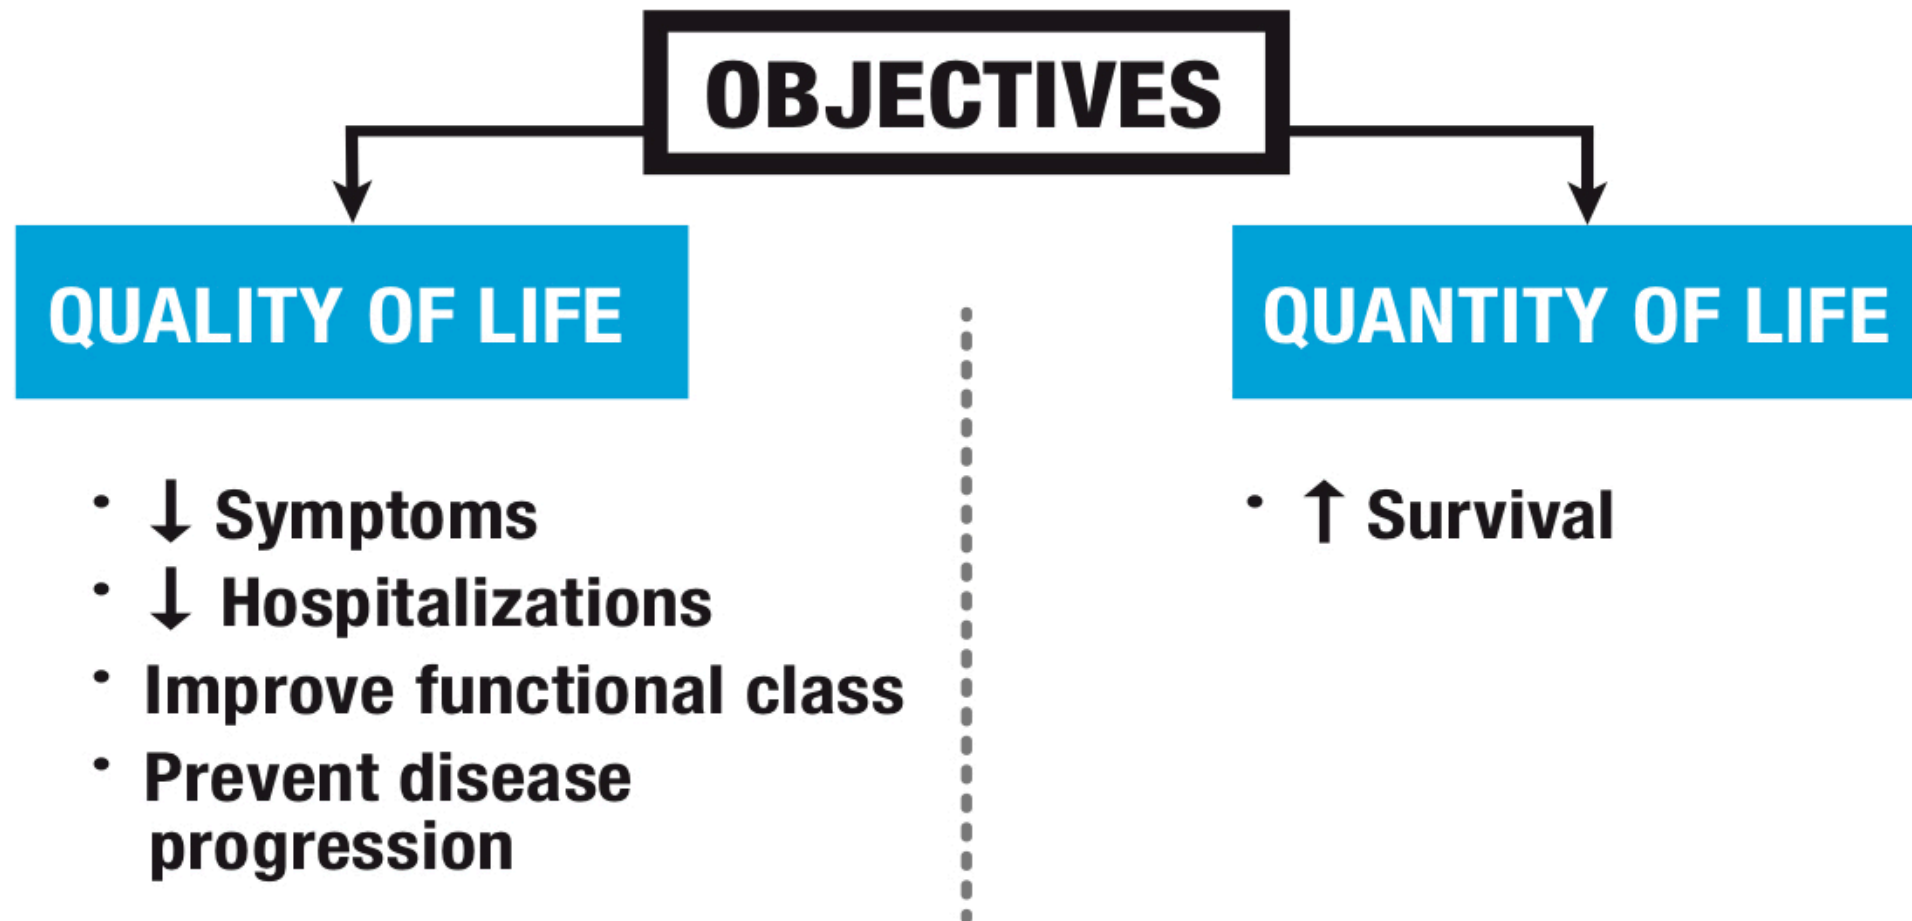 OBJECTIVES
QUALITY OF LIFE
· ↓ Symptoms
· ↓ Hospitalizations
· Improve functional class
· Prevent disease
progression
QUANTITY OF LIFE
· ↑ Survival